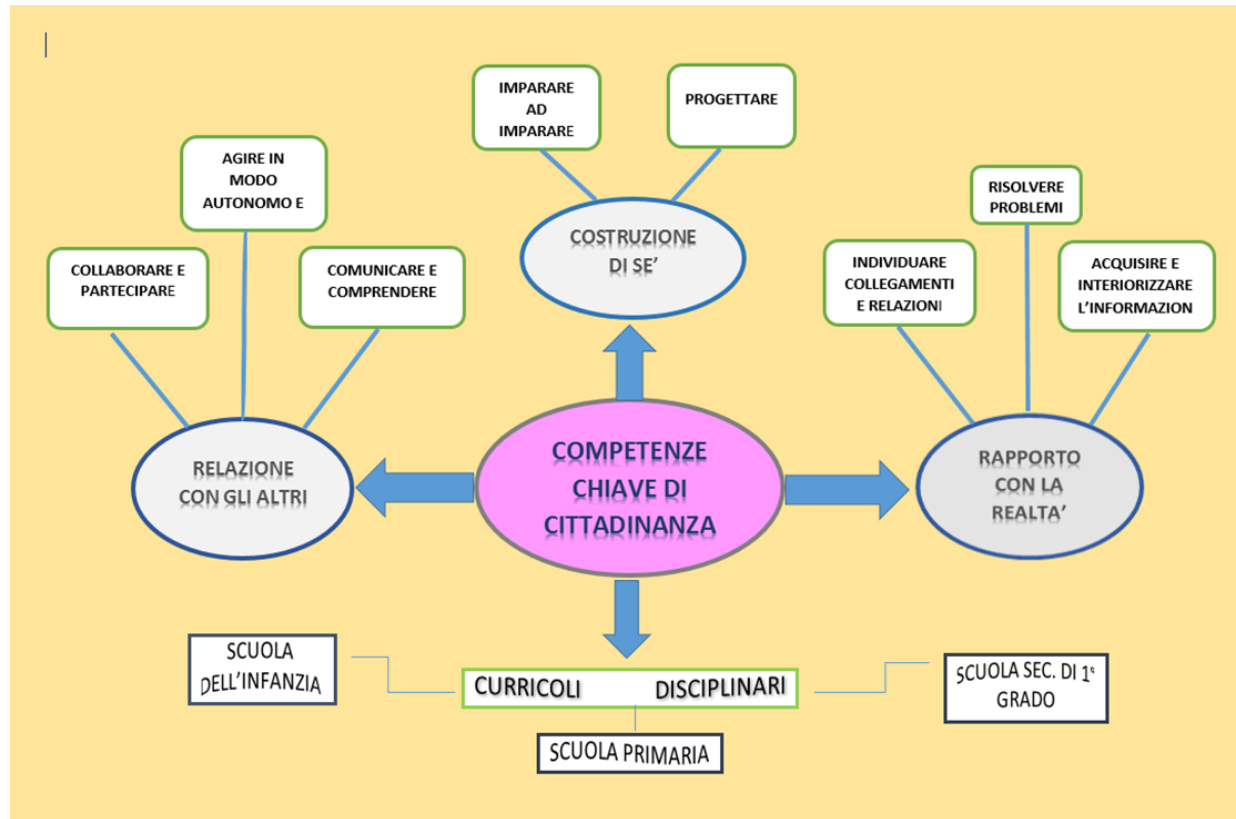 IMPARARE
AD
IMPARARE
PROGETTARE
AGIRE IN
MODO
AUTONOMO E
RISOLVERE
PROBLEMI
COLLABORARE E
PARTECIPARE
COMUNICARE E
COMPRENDERE
COSTRUZIONE
DI SE’
INDIVIDUARE
COLLEGAMENTI
E RELAZIONI
ACQUISIRE E
INTERIORIZZARE
L’INFORMAZION
RELAZIONE
CON GLI ALTRI
COMPETENZE
CHIAVE DI
CITTADINANZA
RAPPORTO
CON LA
REALTA’
SCUOLA
DELL’INFANZIA
CURRICOLI DISCIPLINARI
SCUOLA SEC. DI 1°
GRADO
SCUOLA PRIMARIA